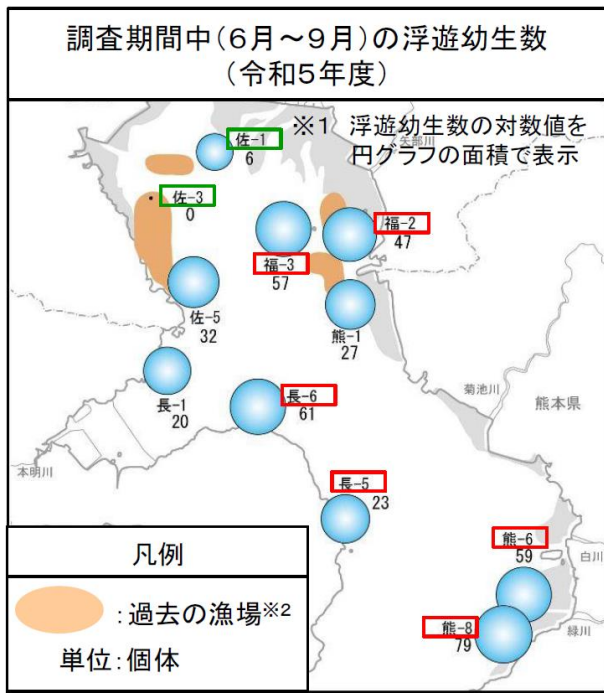 調査期間中(6月～9月)の浮遊幼生数
(令和5年度)
※1 浮遊幼生数の対数値を
円グラフの面積で表示
矢部川
佐-1
6
佐-3
0
福-2
47
福-3
57
佐-5
32
熊-1
27
長-1
20
長-6
61
菊池川
熊本県
本明川
長-5
23
熊-6
59
白川
熊-8
79
緑川
凡例
:過去の漁場※2
単位:個体